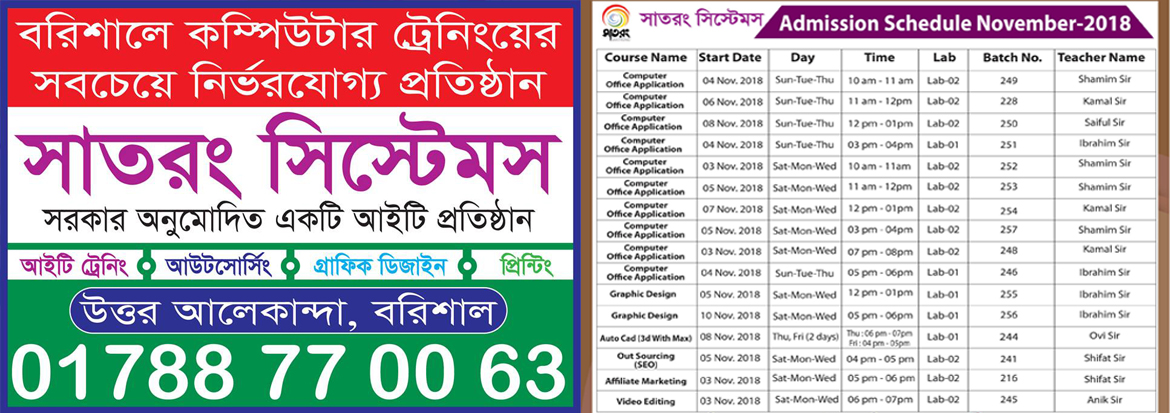 বরিশালে কম্পিউটার ট্রেনিংয়ের
সবচেয়ে নির্ভরযোগ্য প্রতিষ্ঠান
সাতরং সিস্টেমস
সরকার অনুমোদিত একটি আইটি প্রতিষ্ঠান
আইটি ট্রেনিং আউটসোর্সিং গ্রাফিক ডিজাইন প্রিন্টিং
উত্তর আলেকান্দা, বরিশাল
01788 77 00 63
সাতরং
সাতরং সিস্টেমস Admission Schedule November-2018
Course Name Start Date Day Time Lab Batch No. Teacher Name
Computer Office Application 04 Nov. 2018 Sun-Tue-Thu 10 am - 11 am Lab-02 249 Shamim Sir
Computer Office Application 06 Nov. 2018 Sun-Tue-Thu 11 am - 12pm Lab-02 228 Kamal Sir
Computer Office Application 08 Nov. 2018 Sun-Tue-Thu 12 pm - 01pm Lab-02 250 Saiful Sir
Computer Office Application 04 Nov. 2018 Sun-Tue-Thu 03 pm - 04pm Lab-01 251 Ibrahim Sir
Computer Office Application 03 Nov. 2018 Sat-Mon-Wed 10 am - 11am Lab-02 252 Shamim Sir
Computer Office Application 05 Nov. 2018 Sat-Mon-Wed 11 am - 12pm Lab-02 253 Shamim Sir
Computer Office Application 07 Nov. 2018 Sat-Mon-Wed 12 pm - 01pm Lab-02 254 Kamal Sir
Computer Office Application 05 Nov. 2018 Sat-Mon-Wed 03 pm - 04pm Lab-02 257 Shamim Sir
Computer Office Application 03 Nov. 2018 Sat-Mon-Wed 07 pm - 08pm Lab-02 248 Kamal Sir
Computer Office Application 04 Nov. 2018 Sun-Tue-Thu 05 pm - 06pm Lab-01 246 Ibrahim Sir
Graphic Design 05 Nov. 2018 Sat-Mon-Wed 12 pm - 01pm Lab-01 255 Ibrahim Sir
Graphic Design 10 Nov. 2018 Sat-Mon-Wed 05 pm - 06pm Lab-01 256 Ibrahim Sir
Auto Cad (3d With Max) 08 Nov. 2018 Thu, Fri (2 days) Thu : 06 pm - 07pm Fri : 04 pm - 05pm Lab-01 244 Ovi Sir
Out Sourcing (SEO) 05 Nov. 2018 Sat-Mon-Wed 04 pm - 05 pm Lab-02 241 Shifat Sir
Affiliate Marketing 03 Nov. 2018 Sat-Mon-Wed 05 pm - 06 pm Lab-02 216 Shifat Sir
Video Editing 03 Nov. 2018 Sat-Mon-Wed 06 pm - 07pm Lab-02 245 Anik Sir